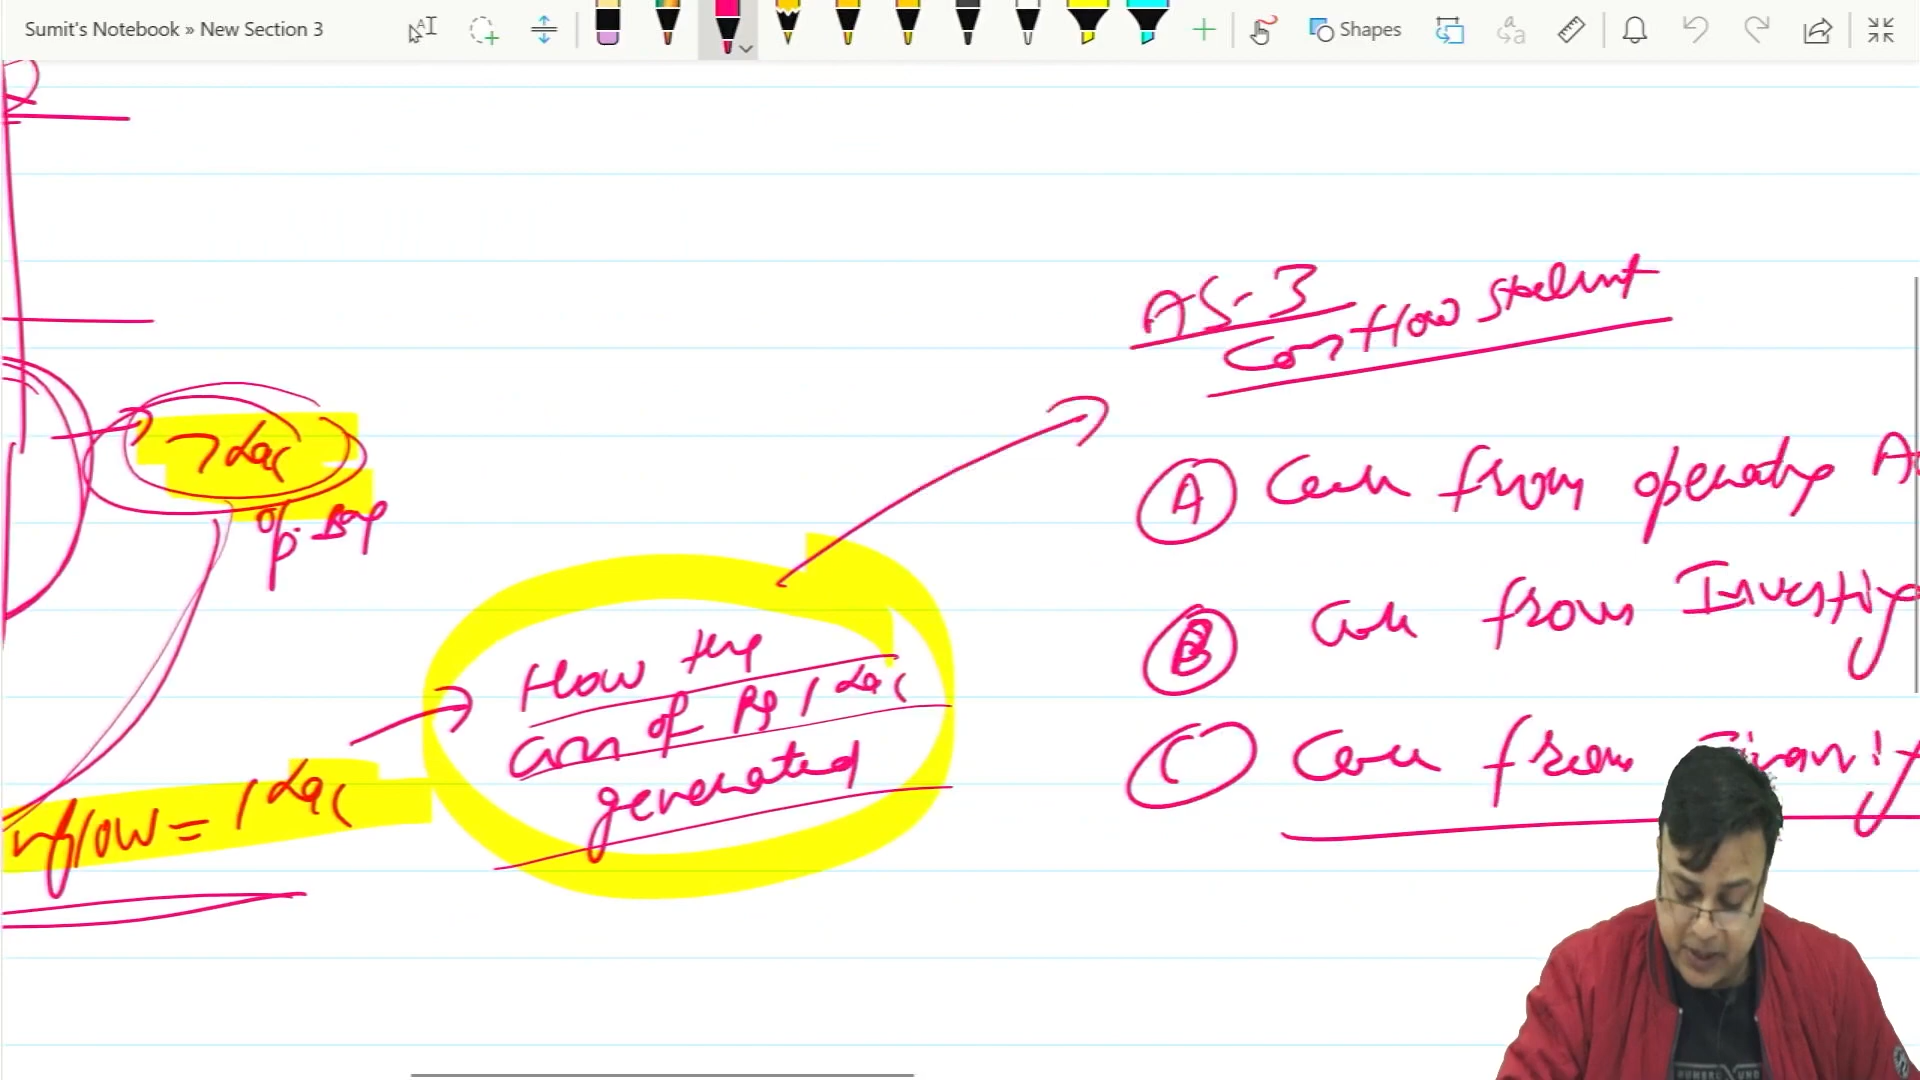 Sumit's Notebook » New Section 3
Shapes
AS-3
Cash flow Statement
7 Lac
A Cash from operating A
B Cash from Investing
C Cash from
How the
Cash of Rs 1 Lac
generated
inflow = 1 Lac